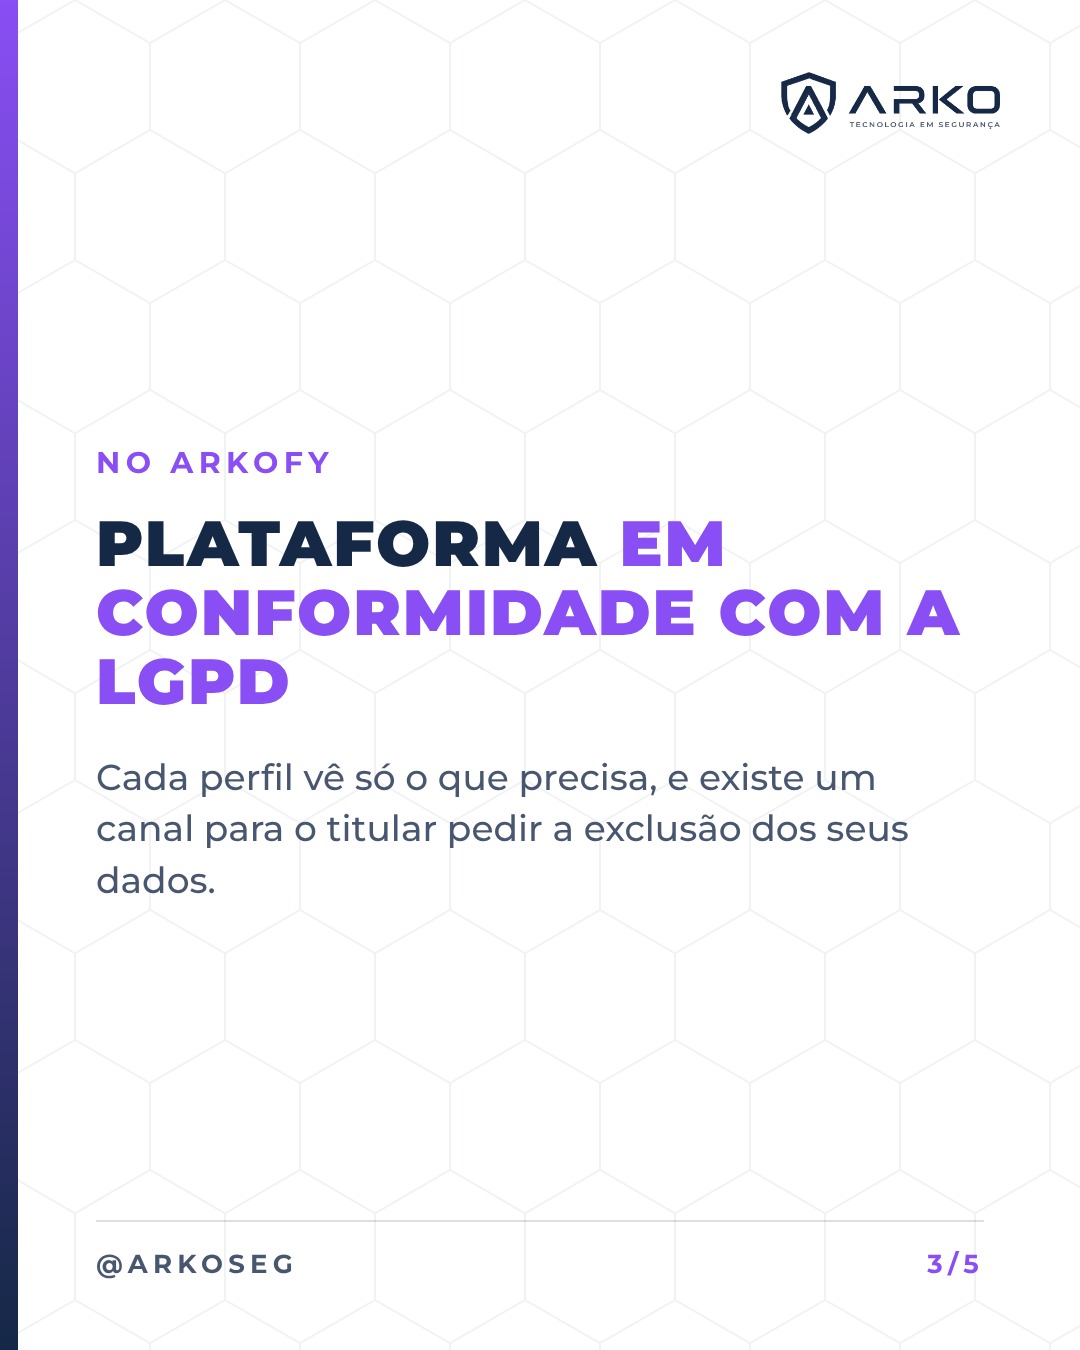 ARKO
TECNOLOGIA EM SEGURANÇA
NO ARKOFY
PLATAFORMA EM
CONFORMIDADE COM A
LGPD
Cada perfil vê só o que precisa, e existe um
canal para o titular pedir a exclusão dos seus
dados.
@ARKOSEG
3/5